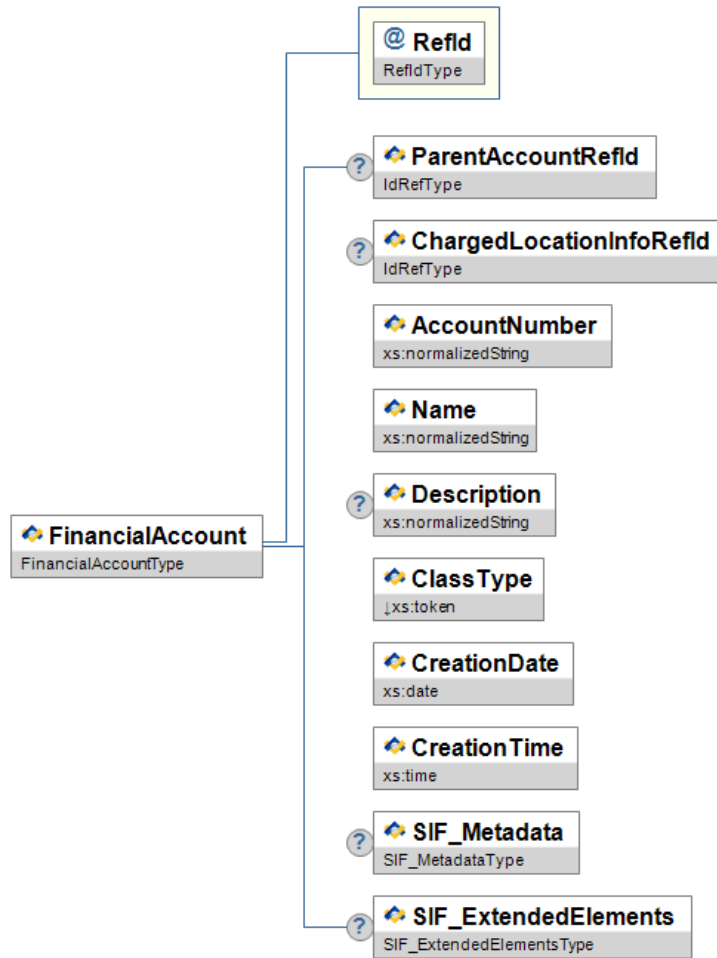 @ RefId
RefIdType
? ParentAccountRefId
IdRefType
? ChargedLocationInfoRefId
IdRefType
AccountNumber
xs:normalizedString
Name
xs:normalizedString
? Description
xs:normalizedString
FinancialAccount
FinancialAccountType
ClassType
↓xs:token
CreationDate
xs:date
CreationTime
xs:time
? SIF_Metadata
SIF_MetadataType
? SIF_ExtendedElements
SIF_ExtendedElementsType